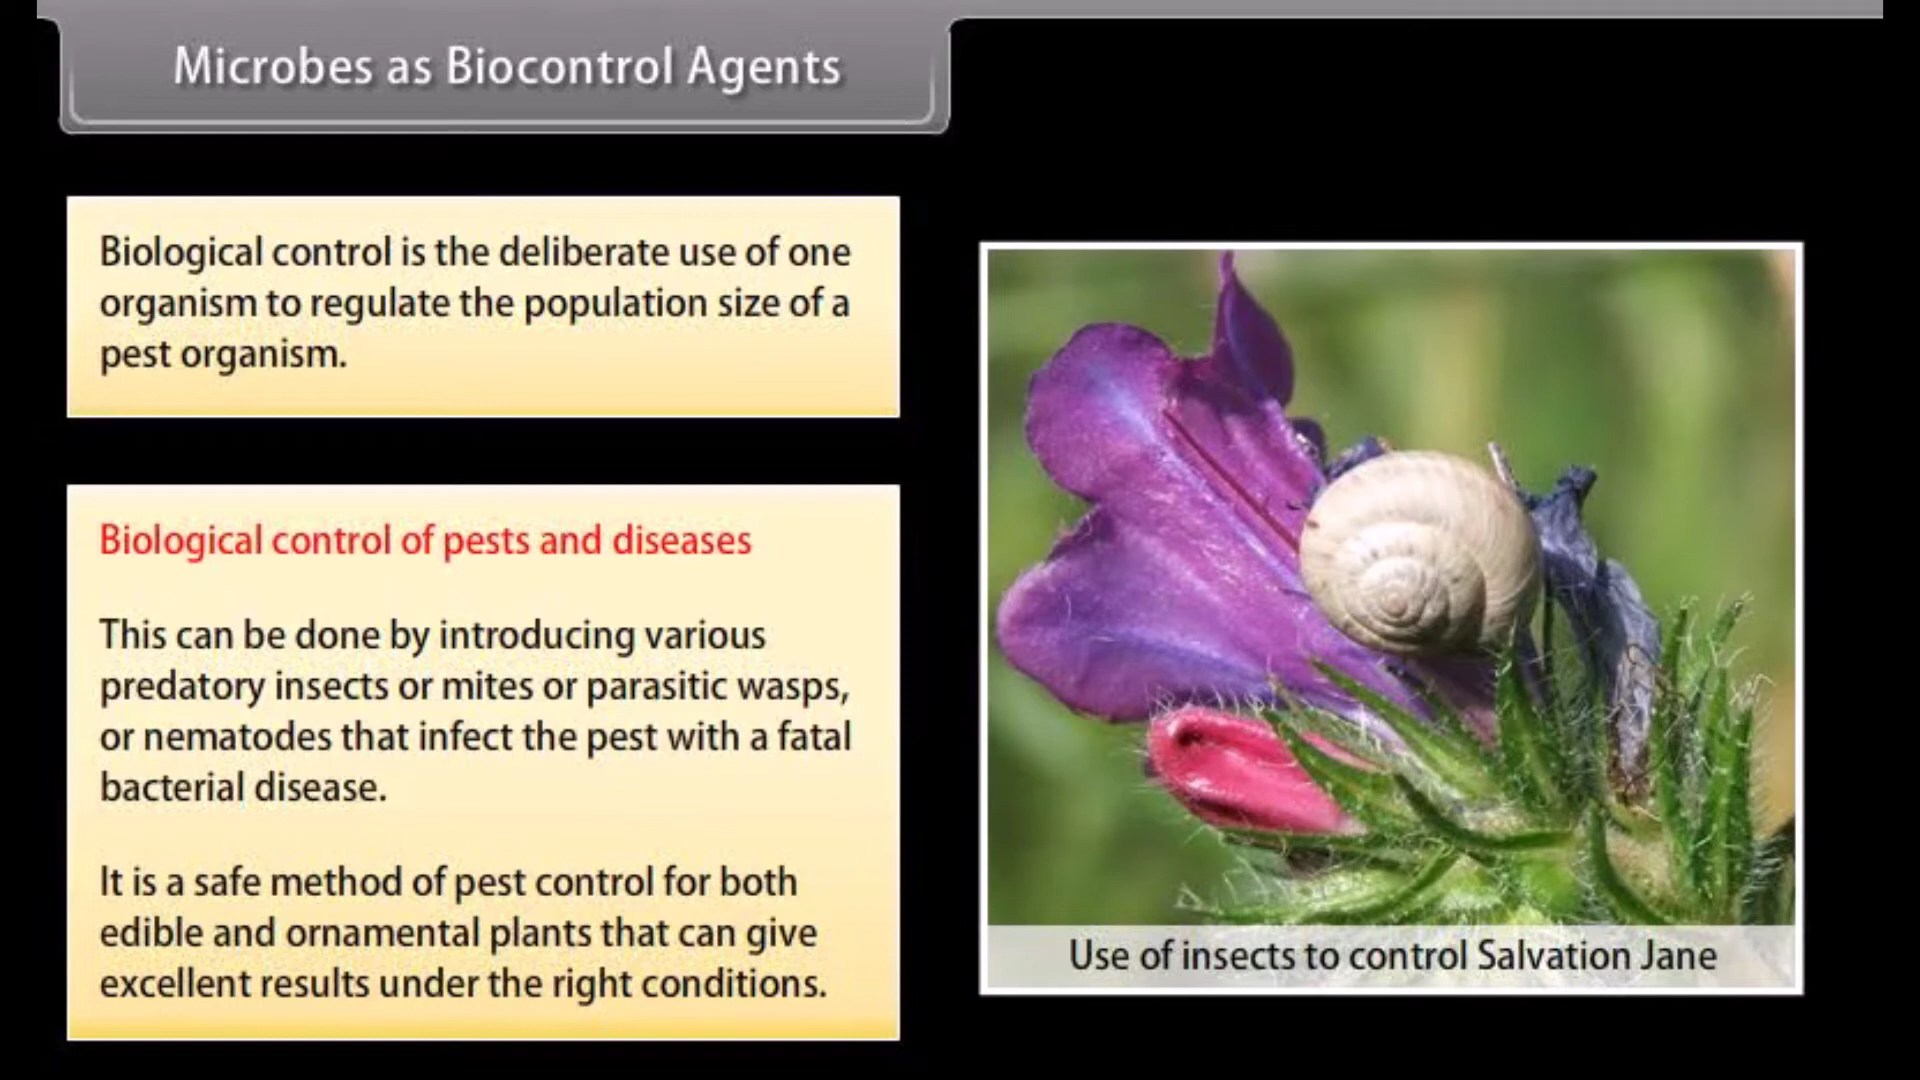 Microbes as Biocontrol Agents
Biological control is the deliberate use of one
organism to regulate the population size of a
pest organism.
Biological control of pests and diseases
This can be done by introducing various
predatory insects or mites or parasitic wasps,
or nematodes that infect the pest with a fatal
bacterial disease.
It is a safe method of pest control for both
edible and ornamental plants that can give
excellent results under the right conditions.
Use of insects to control Salvation Jane